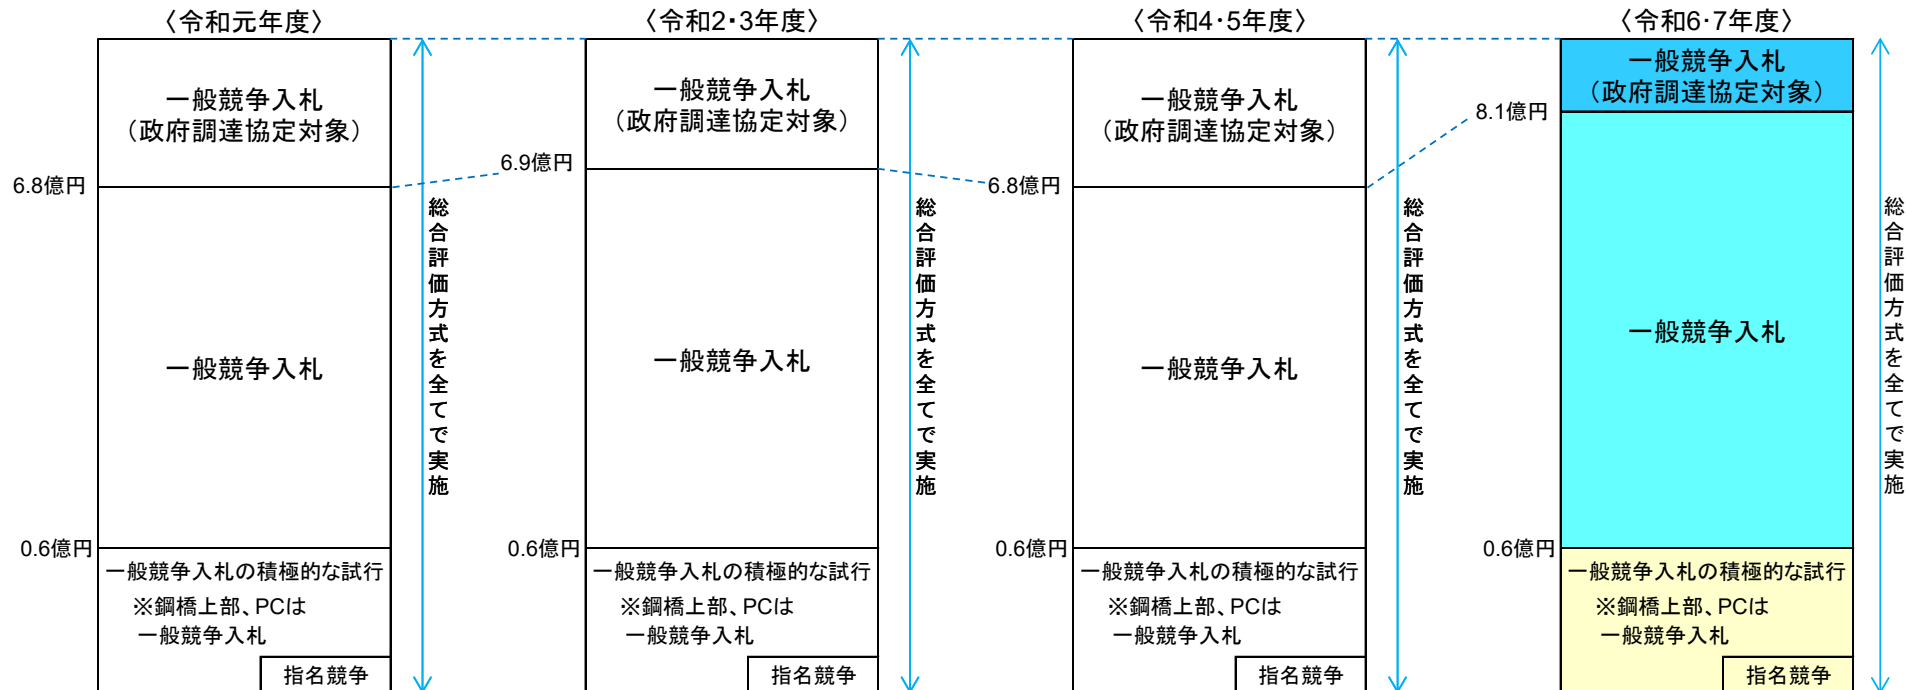 〈令和元年度〉
一般競争入札
（政府調達協定対象）
6.8億円
一般競争入札
0.6億円
一般競争入札の積極的な試行
※鋼橋上部、PCは
一般競争入札
指名競争
総合評価方式を全てで実施
〈令和2・3年度〉
一般競争入札
（政府調達協定対象）
6.9億円
一般競争入札
0.6億円
一般競争入札の積極的な試行
※鋼橋上部、PCは
一般競争入札
指名競争
総合評価方式を全てで実施
〈令和4・5年度〉
一般競争入札
（政府調達協定対象）
6.8億円
一般競争入札
0.6億円
一般競争入札の積極的な試行
※鋼橋上部、PCは
一般競争入札
指名競争
総合評価方式を全てで実施
〈令和6・7年度〉
一般競争入札
（政府調達協定対象）
8.1億円
一般競争入札
0.6億円
一般競争入札の積極的な試行
※鋼橋上部、PCは
一般競争入札
指名競争
総合評価方式を全てで実施